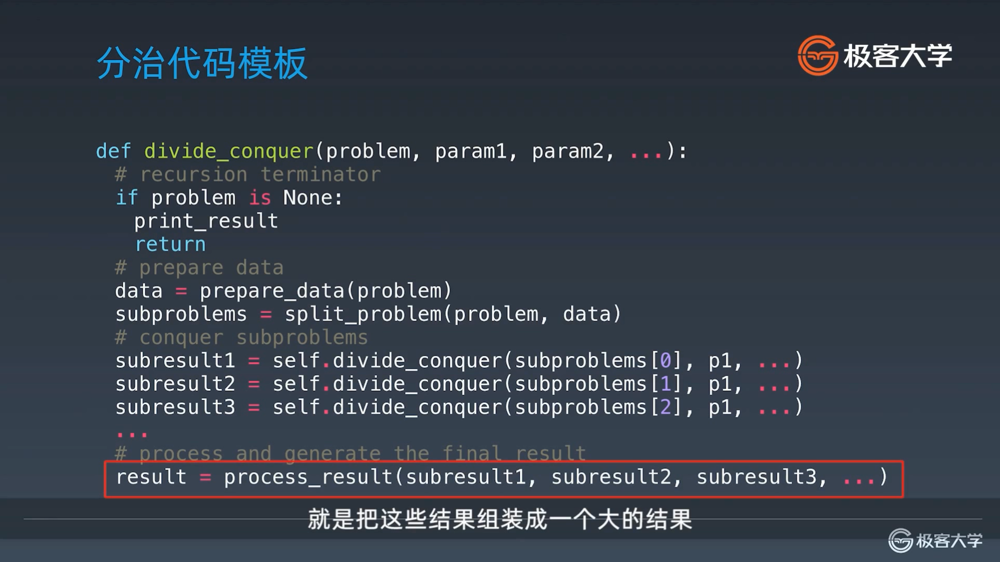 分治代码模板
极客大学
def divide_conquer(problem, param1, param2, ...):
  # recursion terminator
  if problem is None:
    print_result
    return
  # prepare data
  data = prepare_data(problem)
  subproblems = split_problem(problem, data)
  # conquer subproblems
  subresult1 = self.divide_conquer(subproblems[0], p1, ...)
  subresult2 = self.divide_conquer(subproblems[1], p1, ...)
  subresult3 = self.divide_conquer(subproblems[2], p1, ...)
  ...
  # process and generate the final result
  result = process_result(subresult1, subresult2, subresult3, ...)
就是把这些结果组装成一个大的结果
极客大学